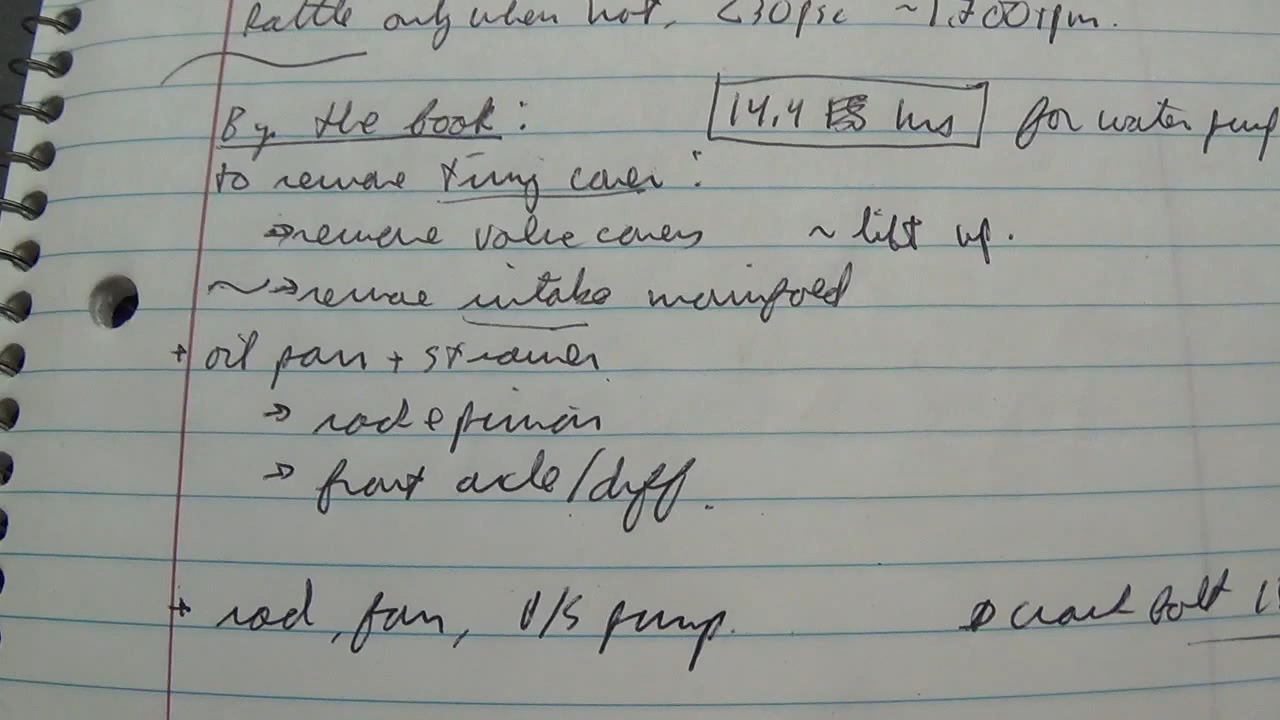 Rattle only when hot, <30psi ~1,700rpm.
By the book: 14.4 hrs for water pump
to remove timing cover:
→remove valve covers ~ lift up.
~→remove intake manifold
+ oil pan + strainer
→ rack & pinion
→ front axle/diff.
+ rad, fan, P/S pump. crank bolt